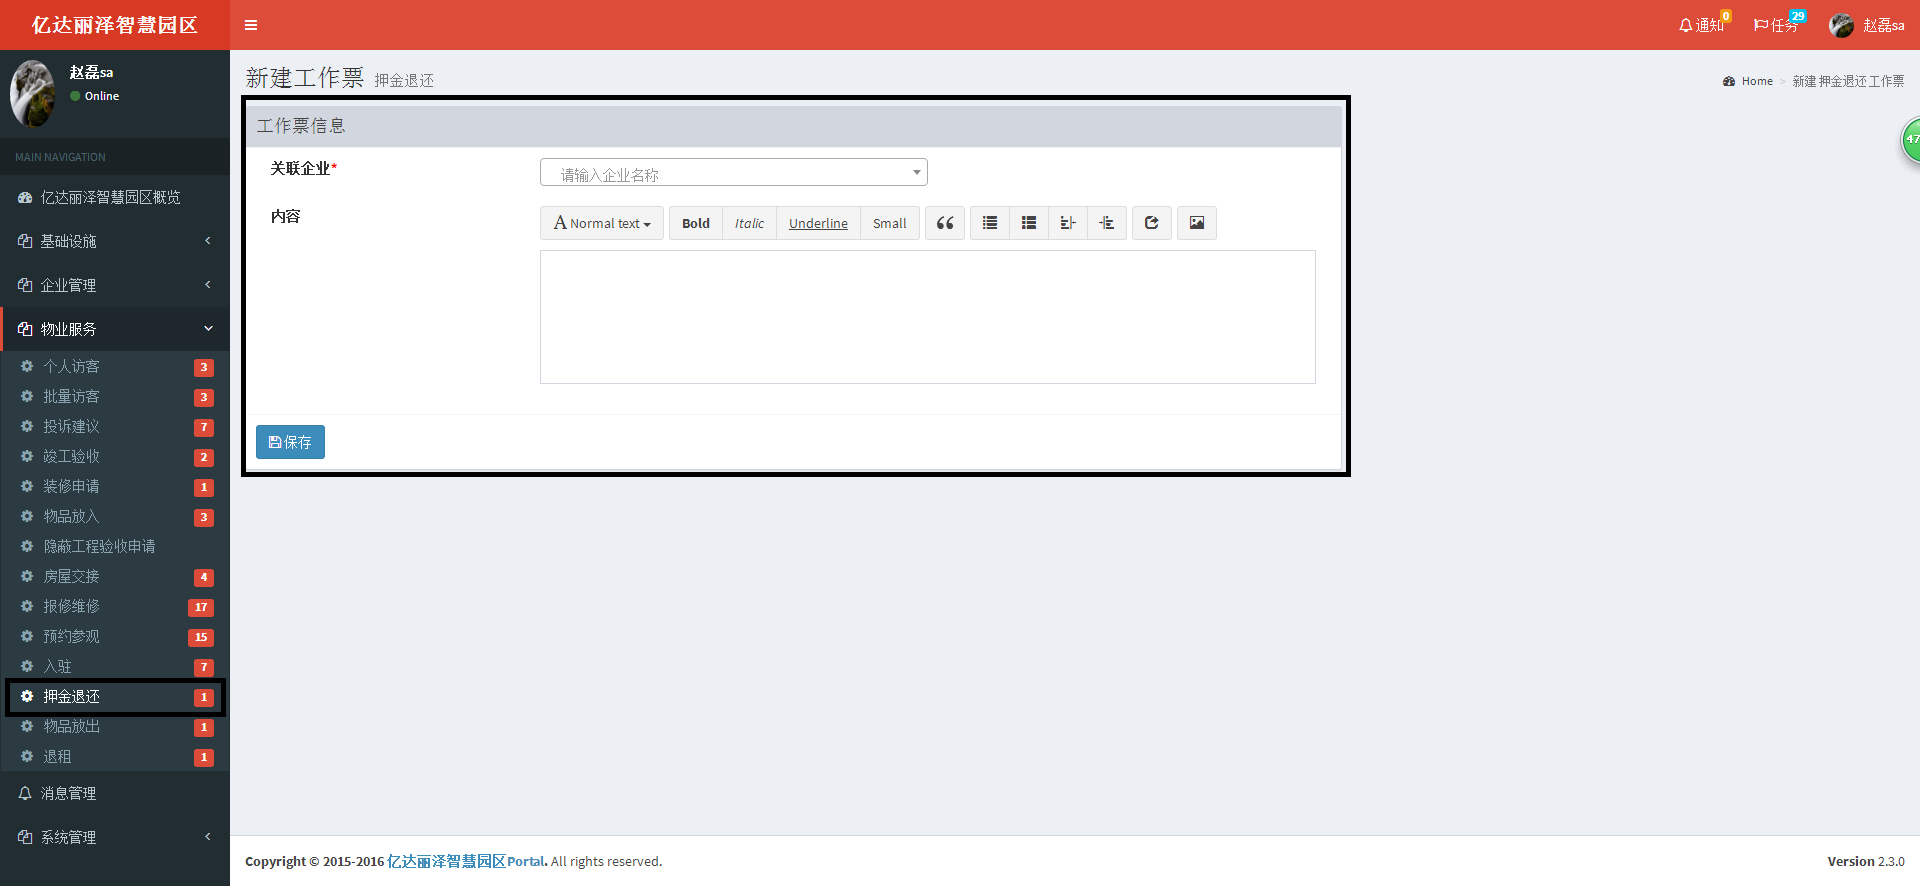 亿达丽泽智慧园区
通知 0
任务 29
赵磊sa
赵磊sa
Online
MAIN NAVIGATION
亿达丽泽智慧园区概览
基础设施
企业管理
物业服务
个人访客 3
批量访客 3
投诉建议 7
竣工验收 2
装修申请 1
物品放入 3
隐蔽工程验收申请
房屋交接 4
报修维修 17
预约参观 15
入驻 7
押金退还 1
物品放出 1
退租 1
消息管理
系统管理
新建工作票 押金退还
Home > 新建押金退还工作票
47
工作票信息
关联企业*
请输入企业名称
内容
A Normal text Bold Italic Underline Small
保存
Copyright © 2015-2016 亿达丽泽智慧园区Portal. All rights reserved.
Version 2.3.0